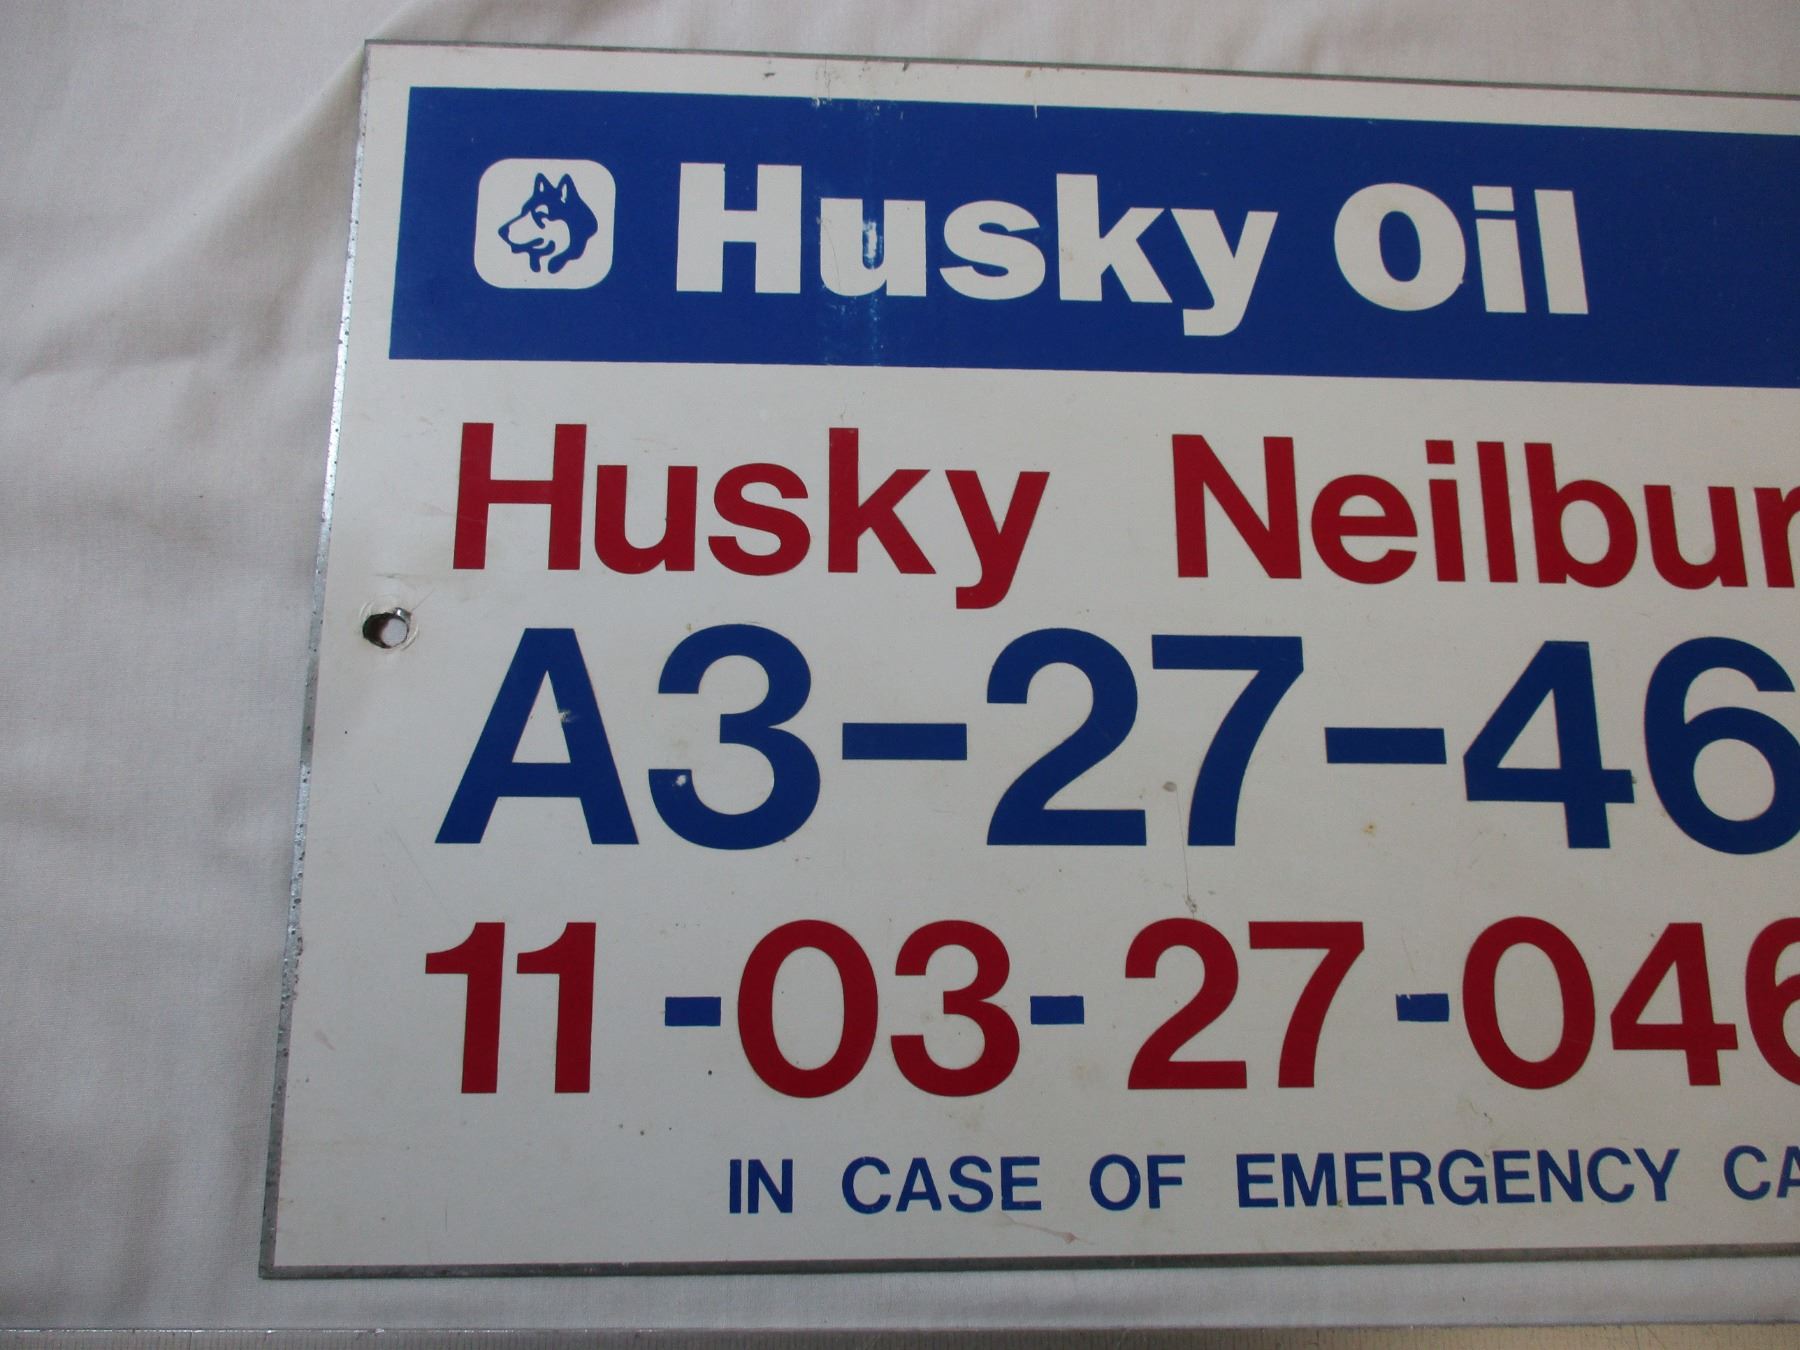 Husky Oil
Husky Neilbur
A3-27-46
11-03-27-046
IN CASE OF EMERGENCY CA